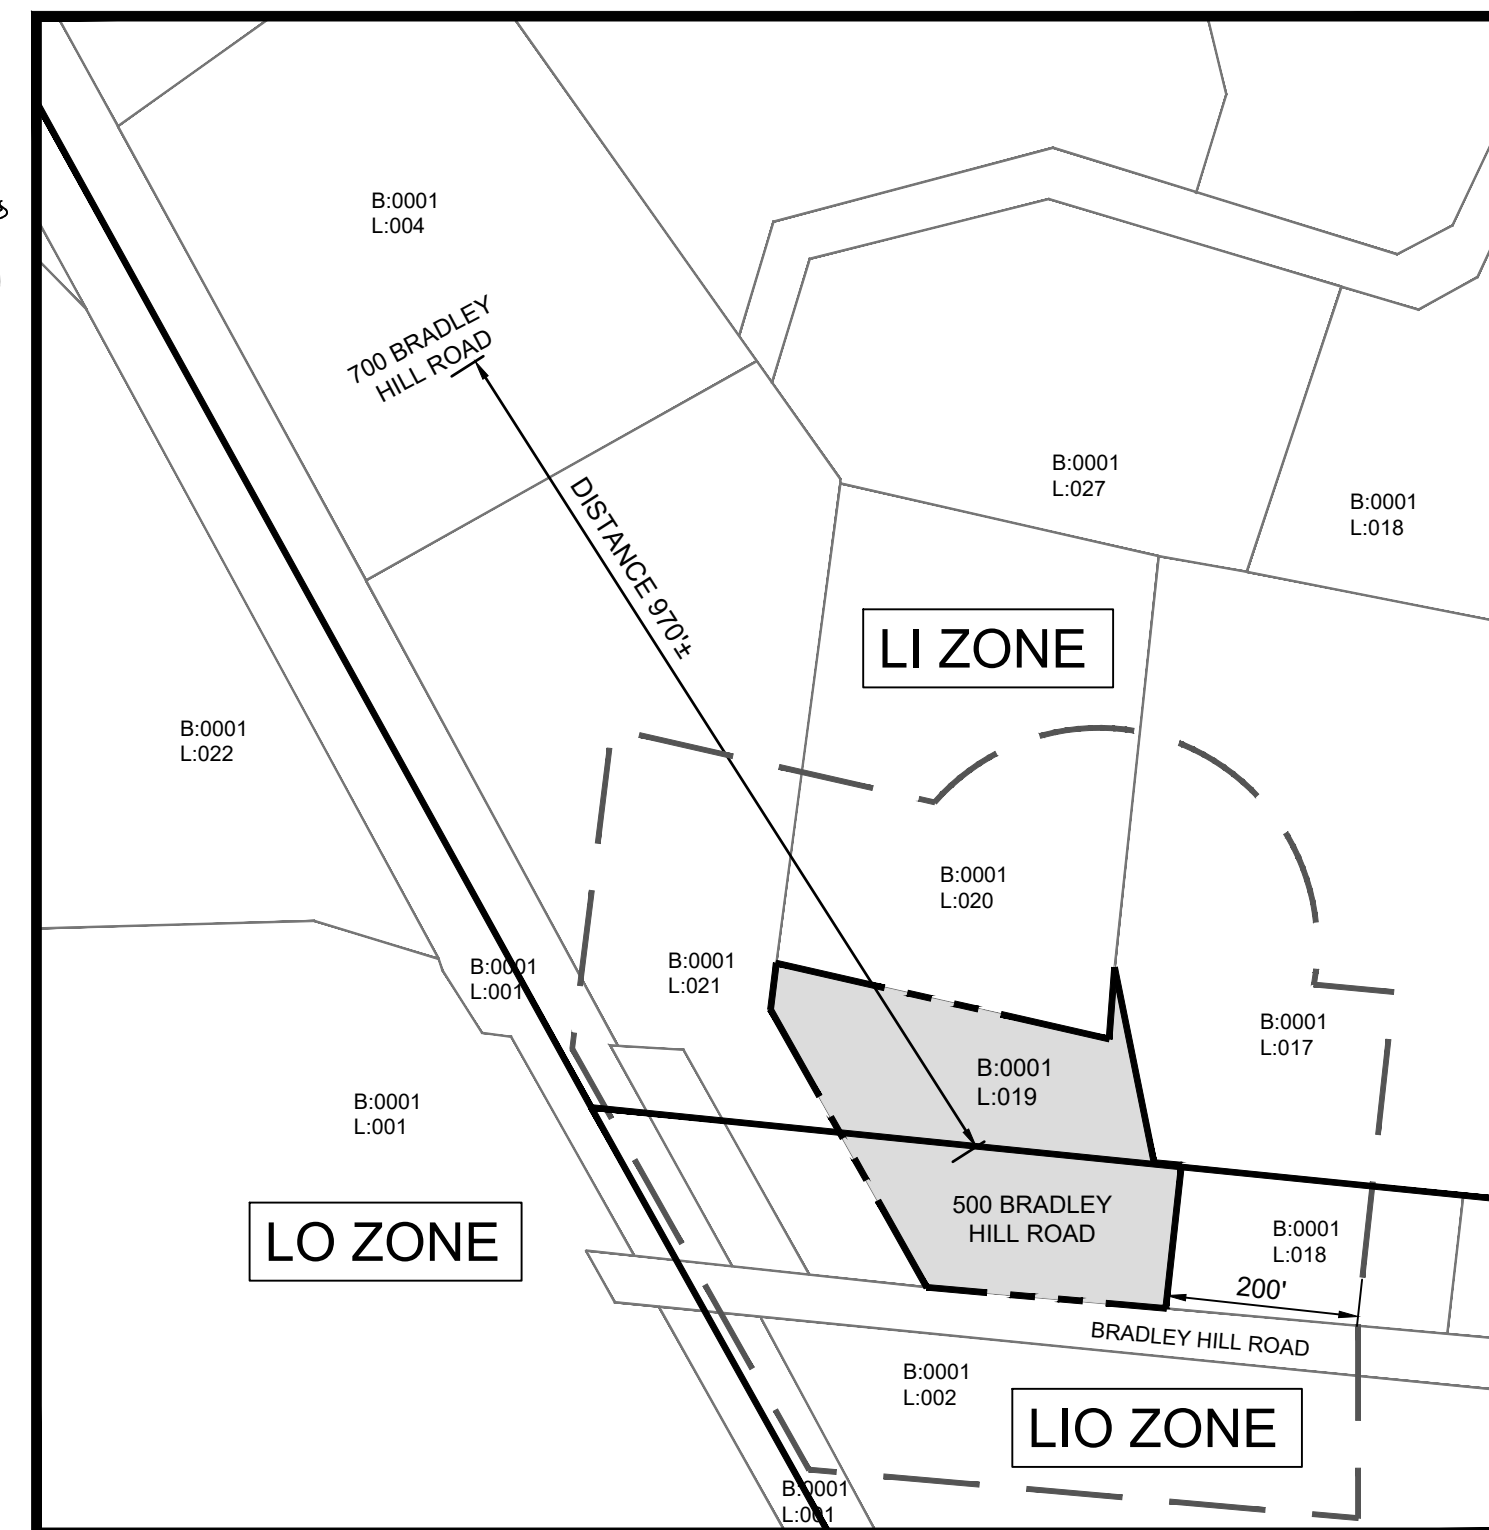 B:0001
L:004
700 BRADLEY
HILL ROAD
DISTANCE 970'±
B:0001
L:027
B:0001
L:018
LI ZONE
B:0001
L:022
B:0001
L:020
B:0001
L:001
B:0001
L:021
B:0001
L:017
B:0001
L:019
B:0001
L:001
500 BRADLEY
HILL ROAD
LO ZONE
B:0001
L:018
200'
BRADLEY HILL ROAD
B:0001
L:002
LIO ZONE
B:0001
L:001